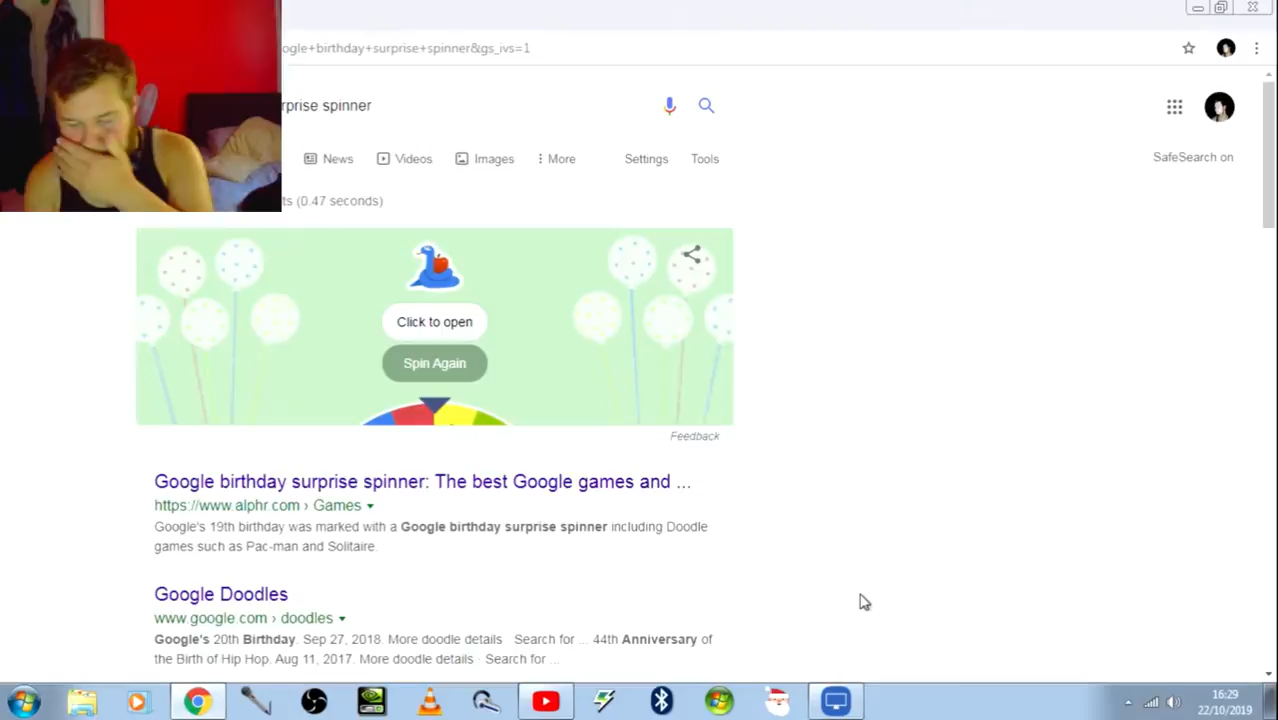 ogle+birthday+surprise+spinner&gs_ivs=1
rprise spinner
News
Videos
Images
More
Settings
Tools
SafeSearch on
ts (0.47 seconds)
Click to open
Spin Again
Feedback
Google birthday surprise spinner: The best Google games and ...
https://www.alphr.com › Games
Google's 19th birthday was marked with a Google birthday surprise spinner including Doodle
games such as Pac-man and Solitaire.
Google Doodles
www.google.com › doodles
Google's 20th Birthday. Sep 27, 2018. More doodle details · Search for ... 44th Anniversary of
the Birth of Hip Hop. Aug 11, 2017. More doodle details · Search for ...
16:29
22/10/2019